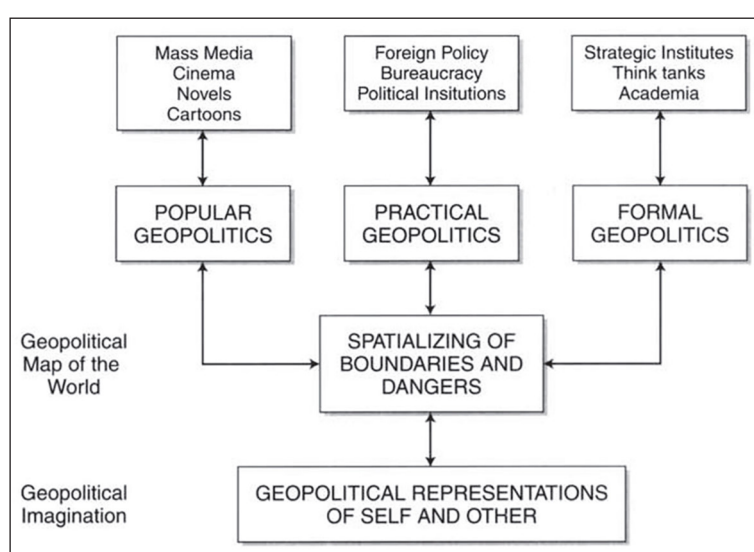 Mass Media
Cinema
Novels
Cartoons
Foreign Policy
Bureaucracy
Political Insitutions
Strategic Institutes
Think tanks
Academia
POPULAR
GEOPOLITICS
PRACTICAL
GEOPOLITICS
FORMAL
GEOPOLITICS
Geopolitical
Map of the
World
SPATIALIZING OF
BOUNDARIES AND
DANGERS
Geopolitical
Imagination
GEOPOLITICAL REPRESENTATIONS
OF SELF AND OTHER